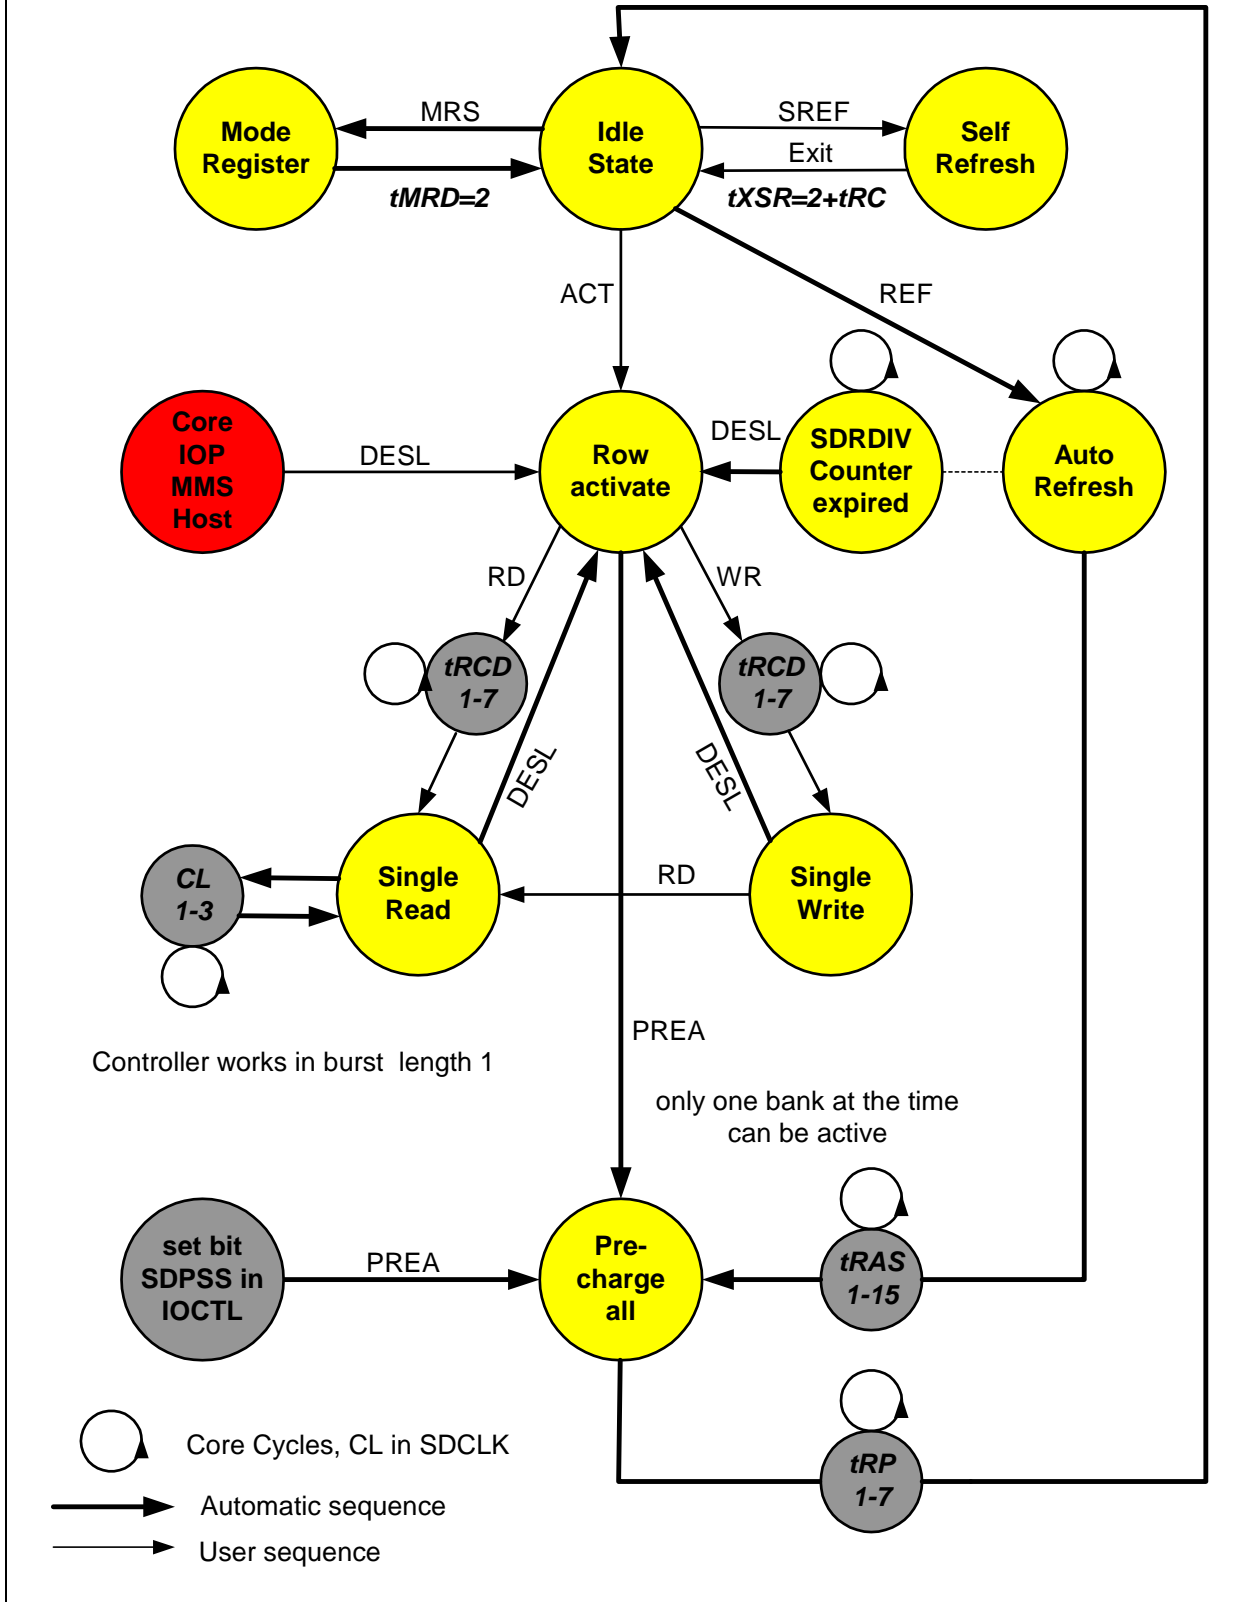 MRS
SREF
Mode
Register
Idle
State
Self
Refresh
Exit
tMRD=2
tXSR=2+tRC
ACT
REF
Core
IOP
MMS
Host
DESL
Row
activate
DESL
SDRDIV
Counter
expired
Auto
Refresh
RD
WR
tRCD
1-7
tRCD
1-7
DESL
DESL
CL
1-3
Single
Read
RD
Single
Write
PREA
Controller works in burst length 1
only one bank at the time
can be active
set bit
SDPSS in
IOCTL
PREA
Pre-
charge
all
tRAS
1-15
Core Cycles, CL in SDCLK
tRP
1-7
Automatic sequence
User sequence